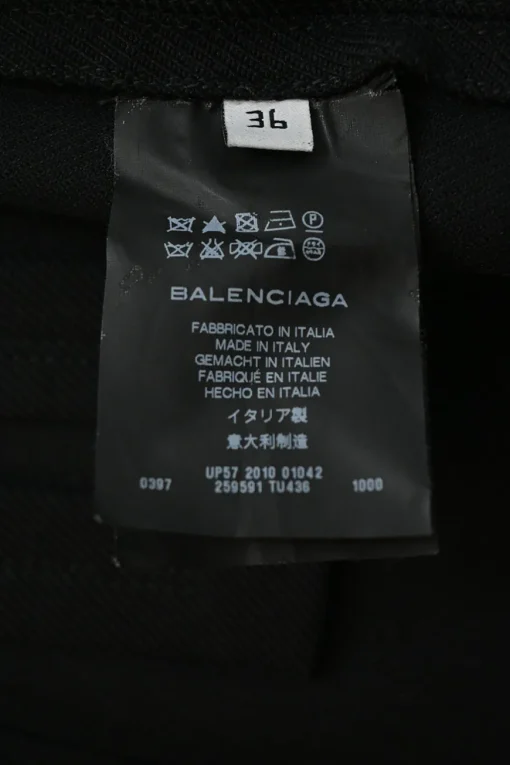 36
BALENCIAGA
FABBRICATO IN ITALIA
MADE IN ITALY
GEMACHT IN ITALIEN
FABRIQUÉ EN ITALIE
HECHO EN ITALIA
イタリア製
意大利制造
UP57 2010 01042
0397 259591 TU436 1000